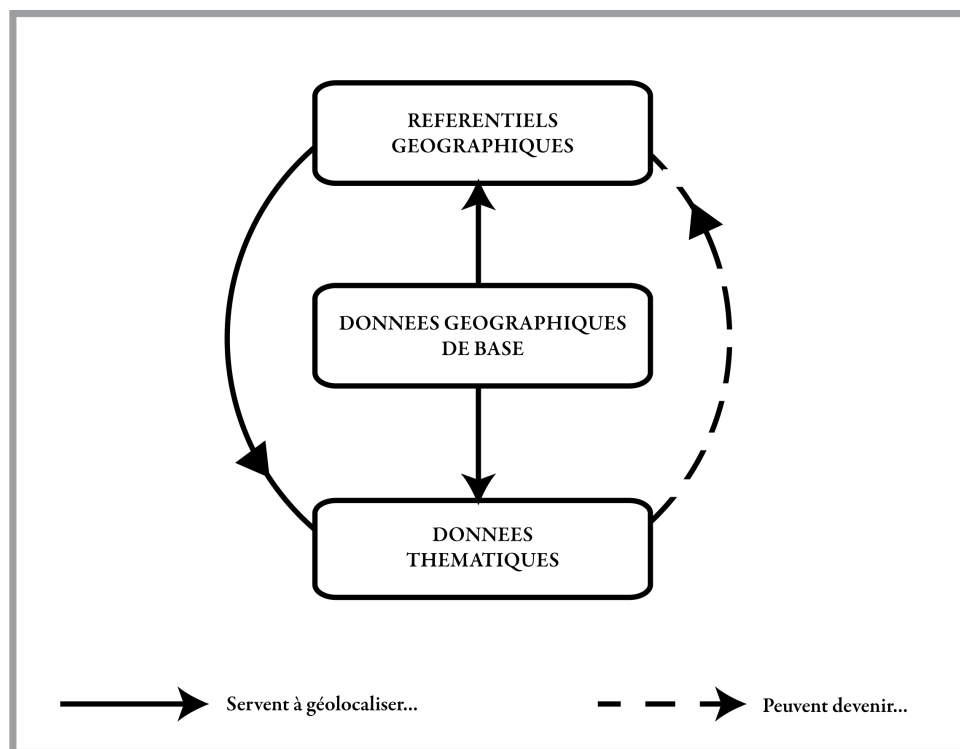 REFERENTIELS
GEOGRAPHIQUES
DONNEES GEOGRAPHIQUES
DE BASE
DONNEES
THEMATIQUES
Servent à géolocaliser...
Peuvent devenir...